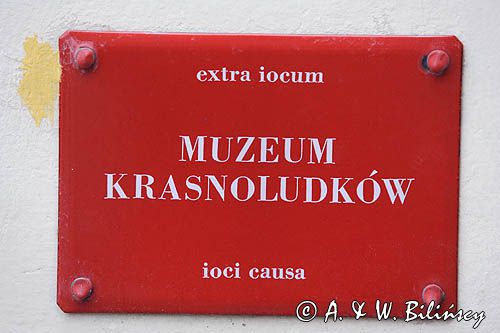 extra iocum
MUZEUM
KRASNOLUDKÓW
ioci causa
© A. & W. Bilińscy